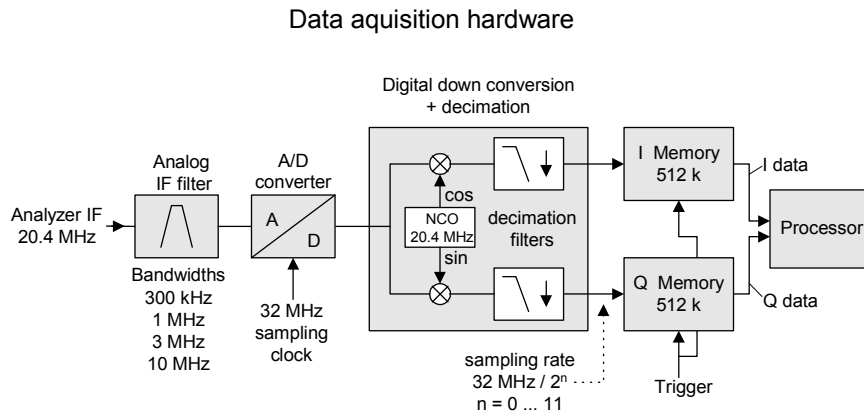 Data aquisition hardware
Digital down conversion
+ decimation
Analog
IF filter
A/D
converter
Analyzer IF
20.4 MHz
A
D
cos
NCO
20.4 MHz
sin
decimation
filters
I Memory
512 k
I data
Processor
Q Memory
512 k
Q data
Bandwidths
300 kHz
1 MHz
3 MHz
10 MHz
32 MHz
sampling
clock
sampling rate
32 MHz / 2ⁿ
n = 0 ... 11
Trigger